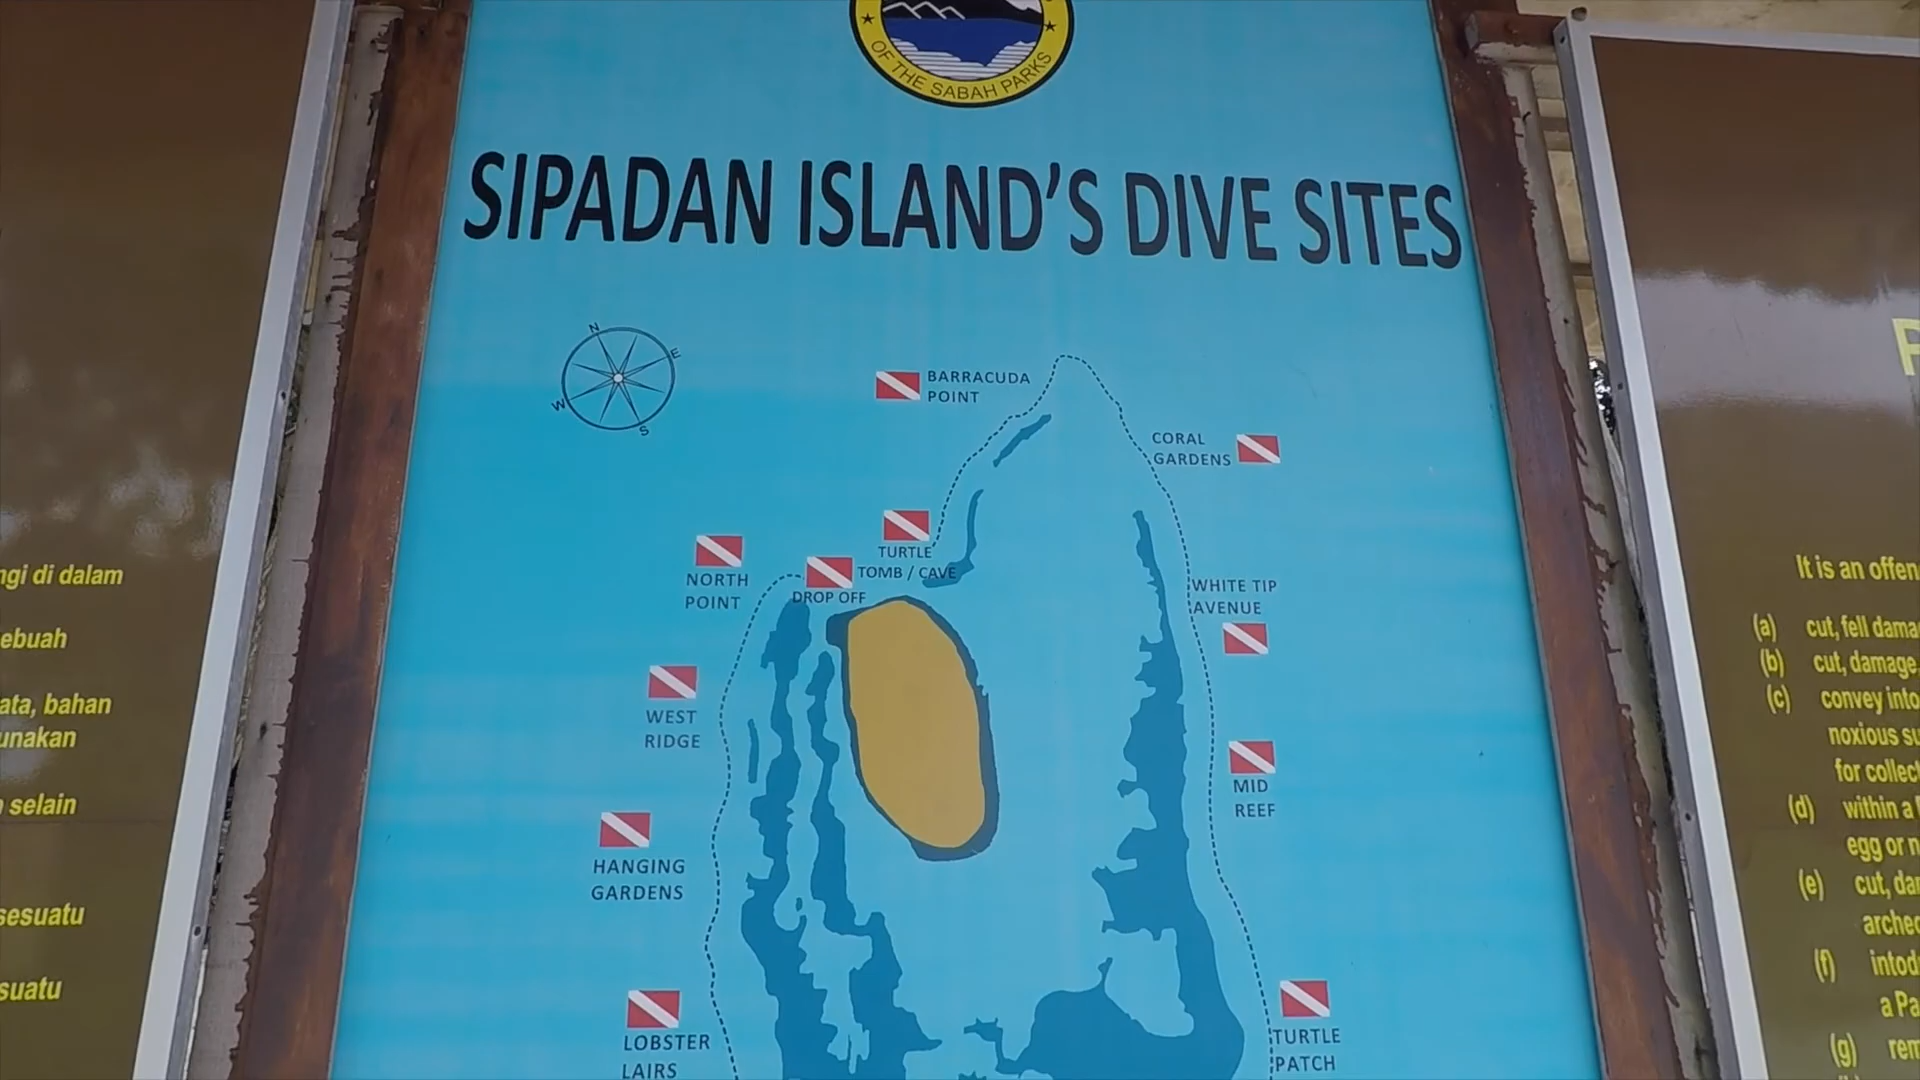 OF THE SABAH PARKS
SIPADAN ISLAND'S DIVE SITES
N
E
W
S
BARRACUDA
POINT
CORAL
GARDENS
TURTLE
TOMB / CAVE
NORTH
POINT
DROP OFF
WHITE TIP
AVENUE
WEST
RIDGE
MID
REEF
HANGING
GARDENS
LOBSTER
LAIRS
TURTLE
PATCH
di dalam
ebuah
ata, bahan
unakan
selain
sesuatu
suatu
It is an offen
(a) cut, fell dama
(b) cut, damage,
(c) convey into
noxious su
for collect
(d) within a
egg or n
(e) cut, dar
archeo
(f) intod
a Pa
(g) rem